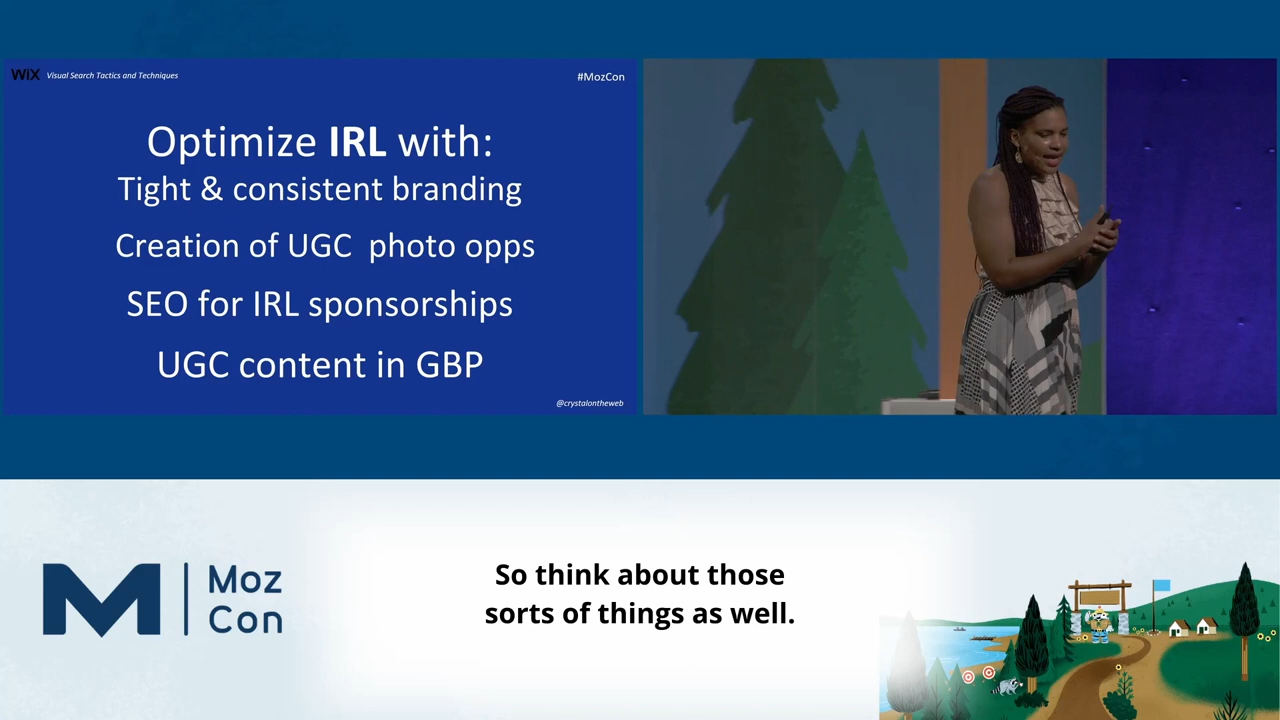 WiX Visual Search Tactics and Techniques
#MozCon
Optimize IRL with:
Tight & consistent branding
Creation of UGC  photo opps
SEO for IRL sponsorships
UGC content in GBP
@crystalontheweb
M | Moz
Con
So think about those
sorts of things as well.